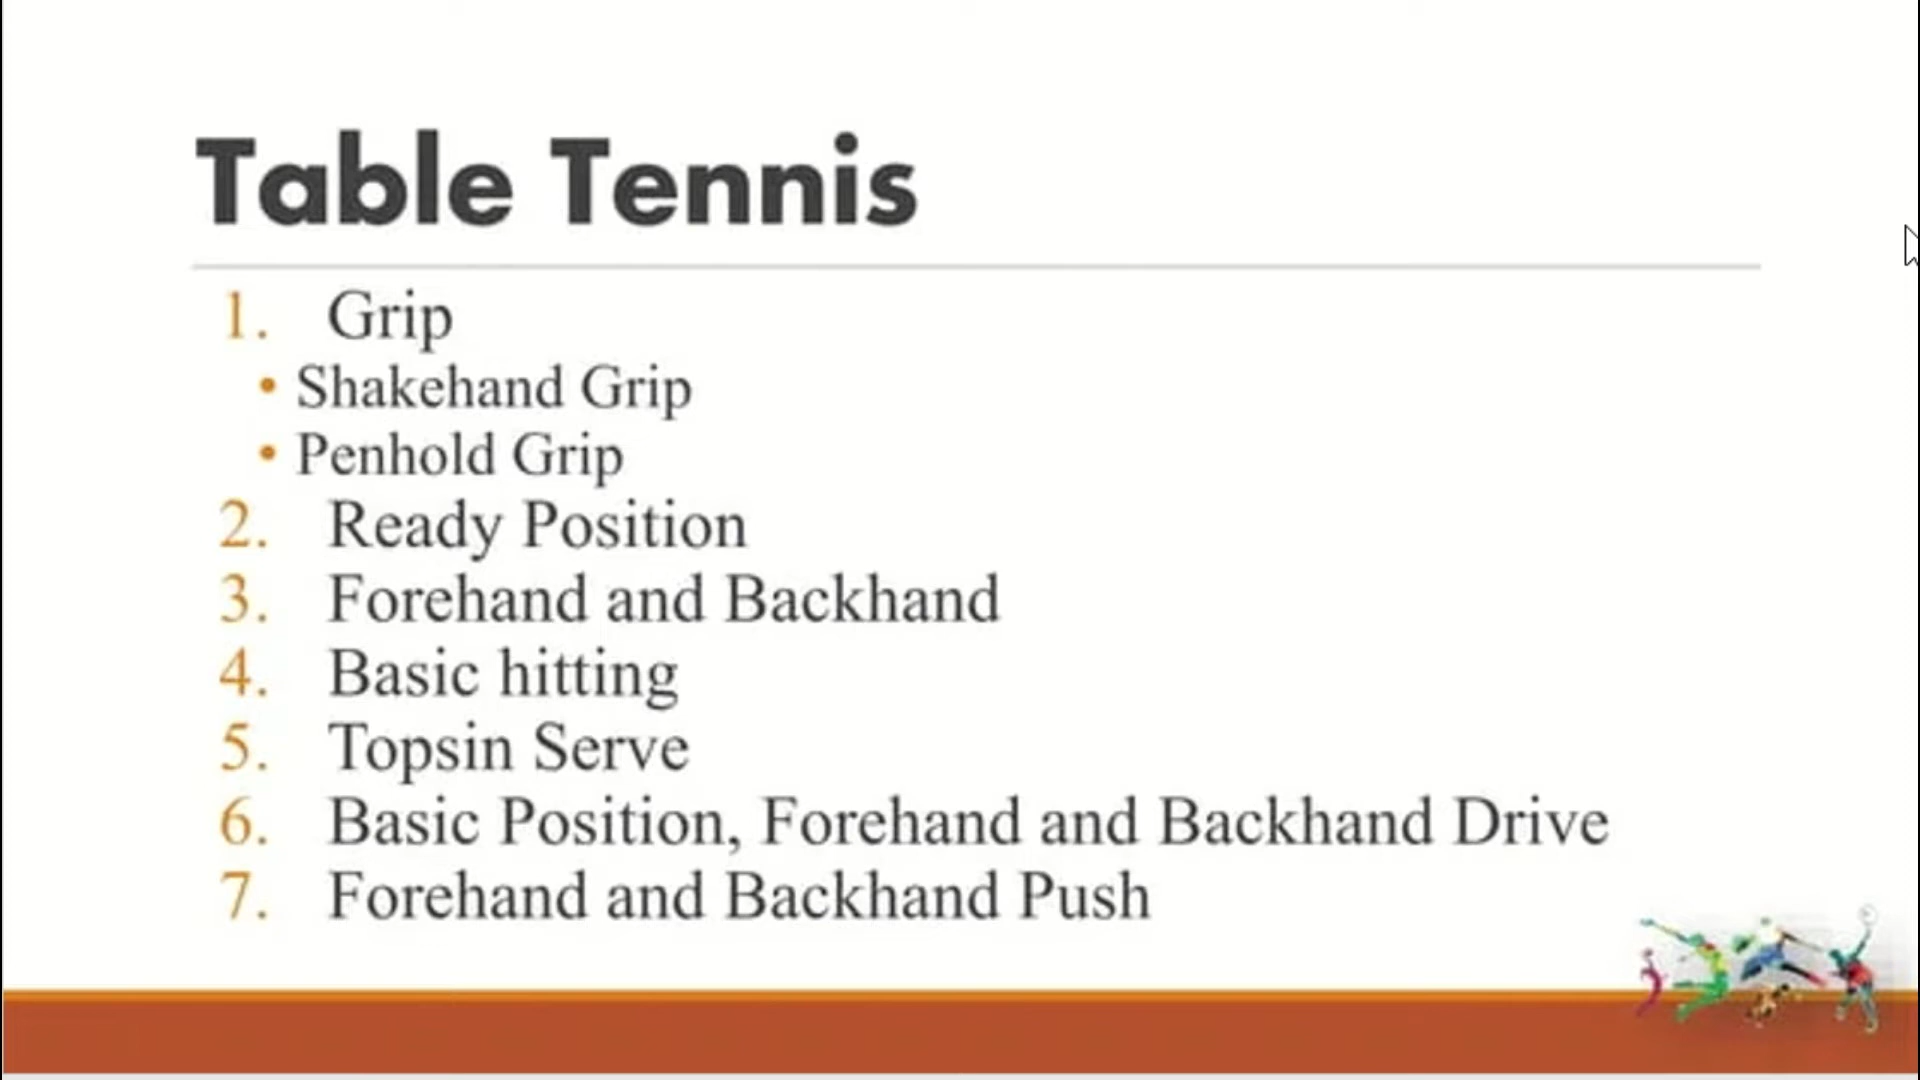 Table Tennis
1. Grip
• Shakehand Grip
• Penhold Grip
2. Ready Position
3. Forehand and Backhand
4. Basic hitting
5. Topsin Serve
6. Basic Position, Forehand and Backhand Drive
7. Forehand and Backhand Push